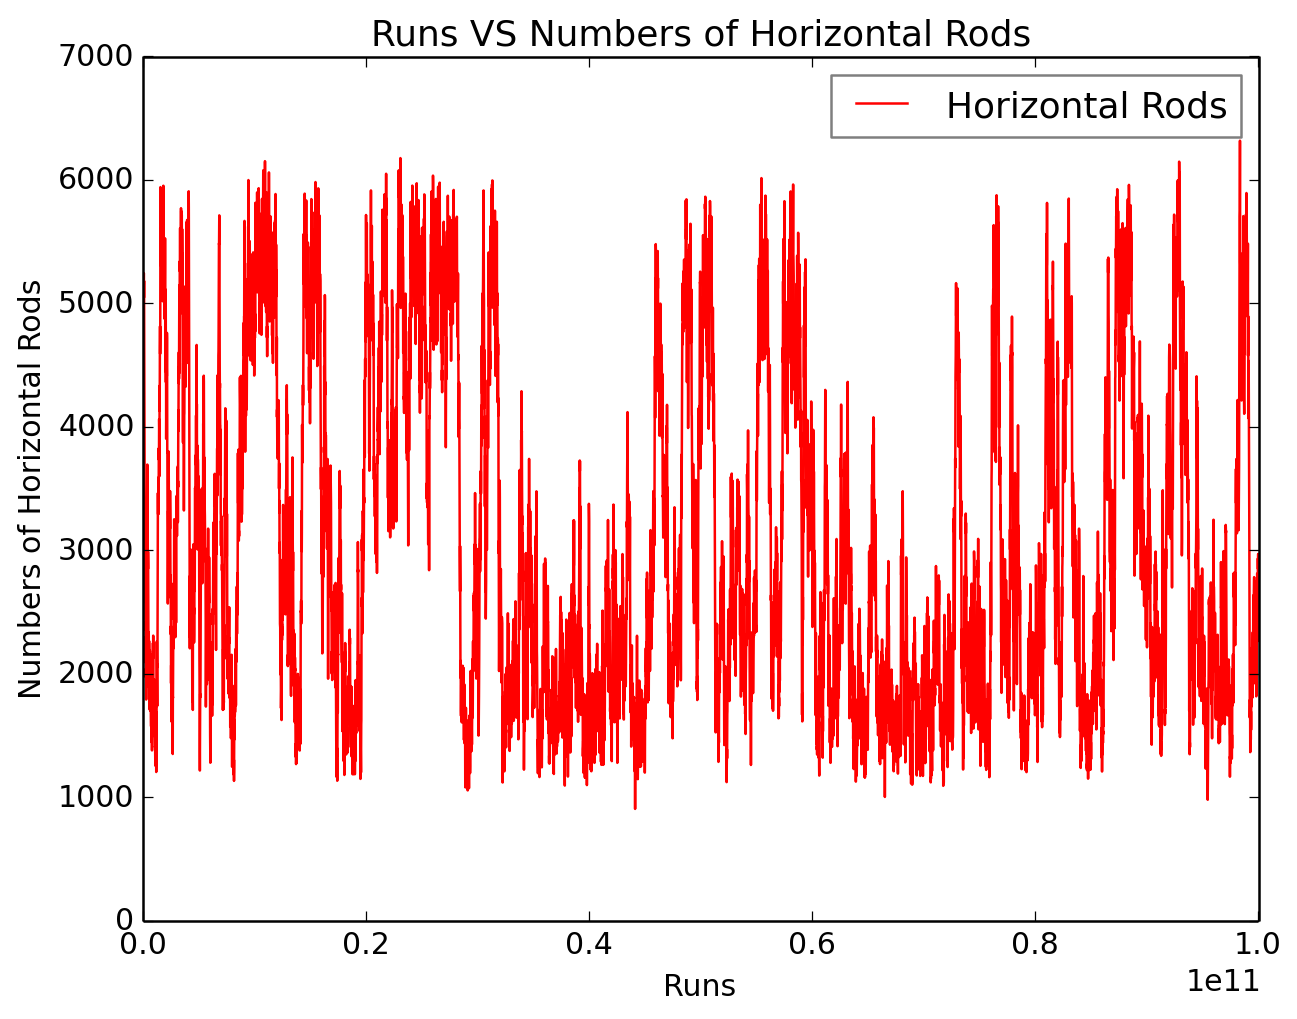 Runs VS Numbers of Horizontal Rods
Horizontal Rods
Numbers of Horizontal Rods
7000
6000
5000
4000
3000
2000
1000
0
0.0 0.2 0.4 0.6 0.8 1.0
1e11
Runs